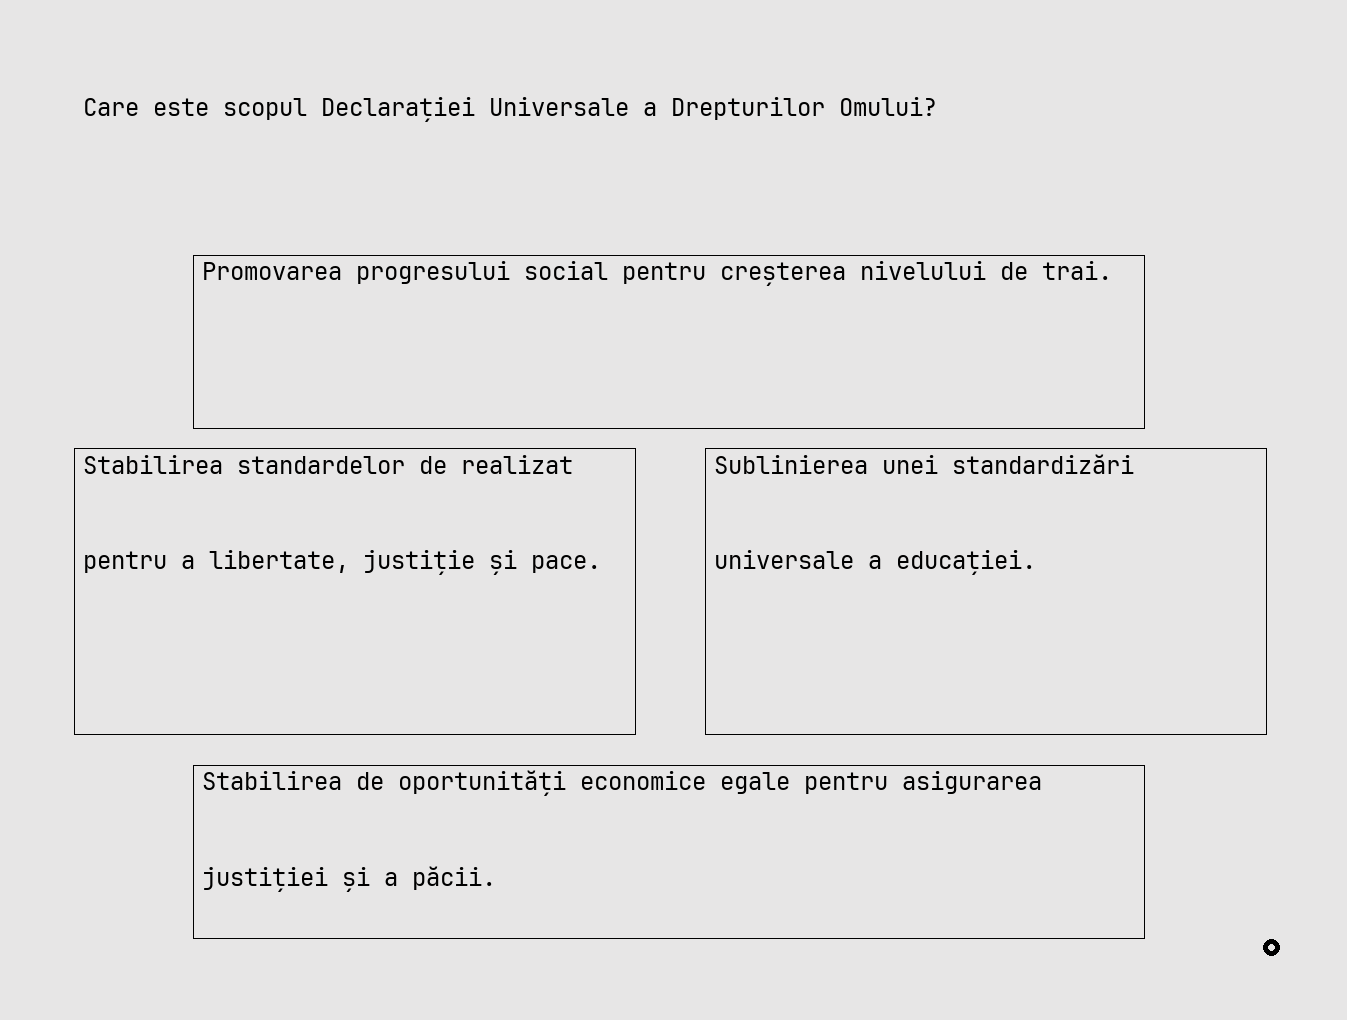 Care este scopul Declarației Universale a Drepturilor Omului?
Promovarea progresului social pentru creșterea nivelului de trai.
Stabilirea standardelor de realizat
pentru a libertate, justiție și pace.
Sublinierea unei standardizări
universale a educației.
Stabilirea de oportunități economice egale pentru asigurarea
justiției și a păcii.